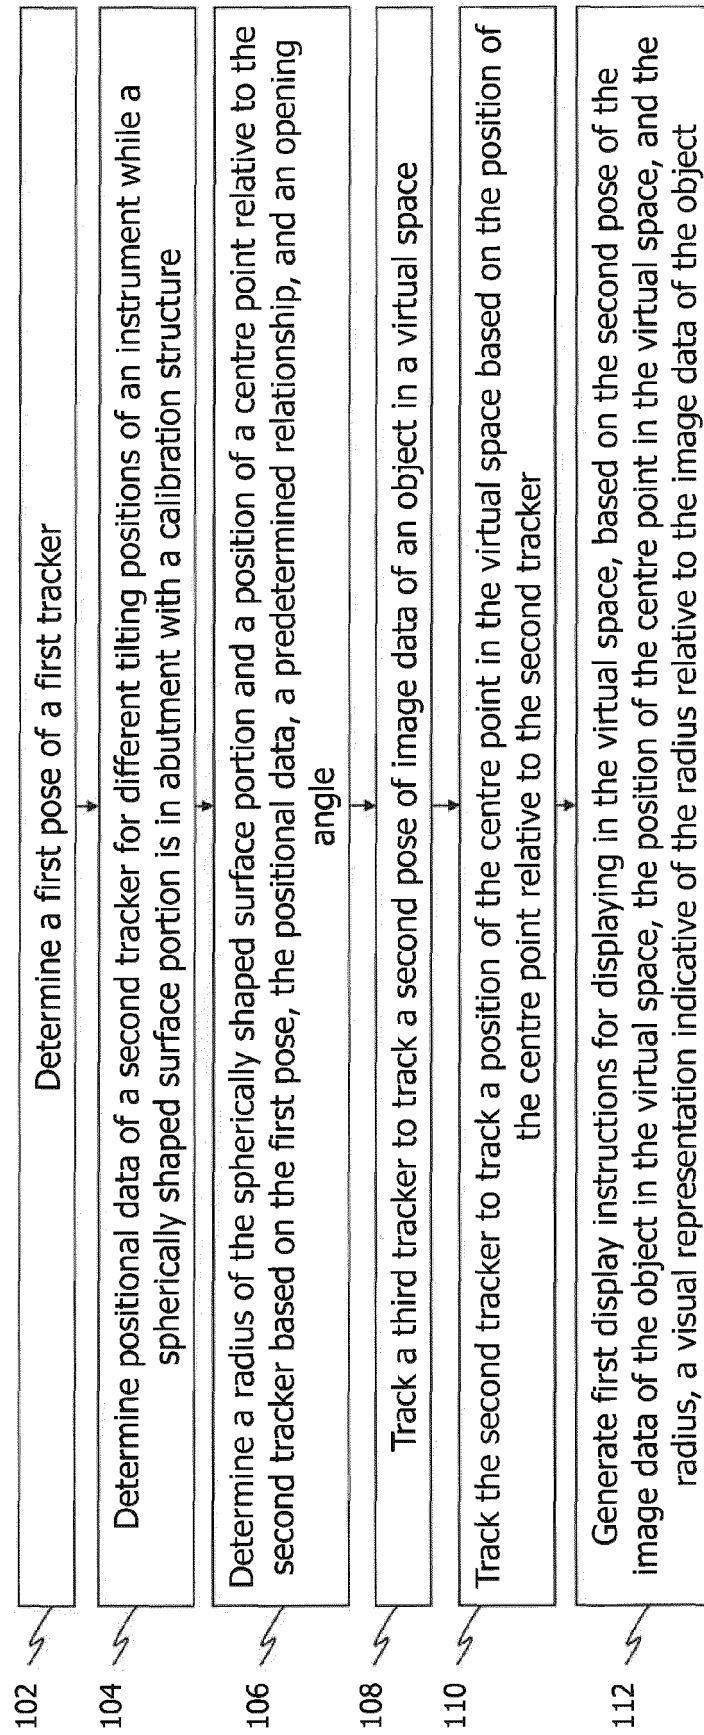 102
Determine a first pose of a first tracker
104
Determine positional data of a second tracker for different tilting positions of an instrument while a
spherically shaped surface portion is in abutment with a calibration structure
106
Determine a radius of the spherically shaped surface portion and a position of a centre point relative to the
second tracker based on the first pose, the positional data, a predetermined relationship, and an opening
angle
108
Track a third tracker to track a second pose of image data of an object in a virtual space
110
Track the second tracker to track a position of the centre point in the virtual space based on the position of
the centre point relative to the second tracker
112
Generate first display instructions for displaying in the virtual space, based on the second pose of the
image data of the object in the virtual space, the position of the centre point in the virtual space, and the
radius, a visual representation indicative of the radius relative to the image data of the object